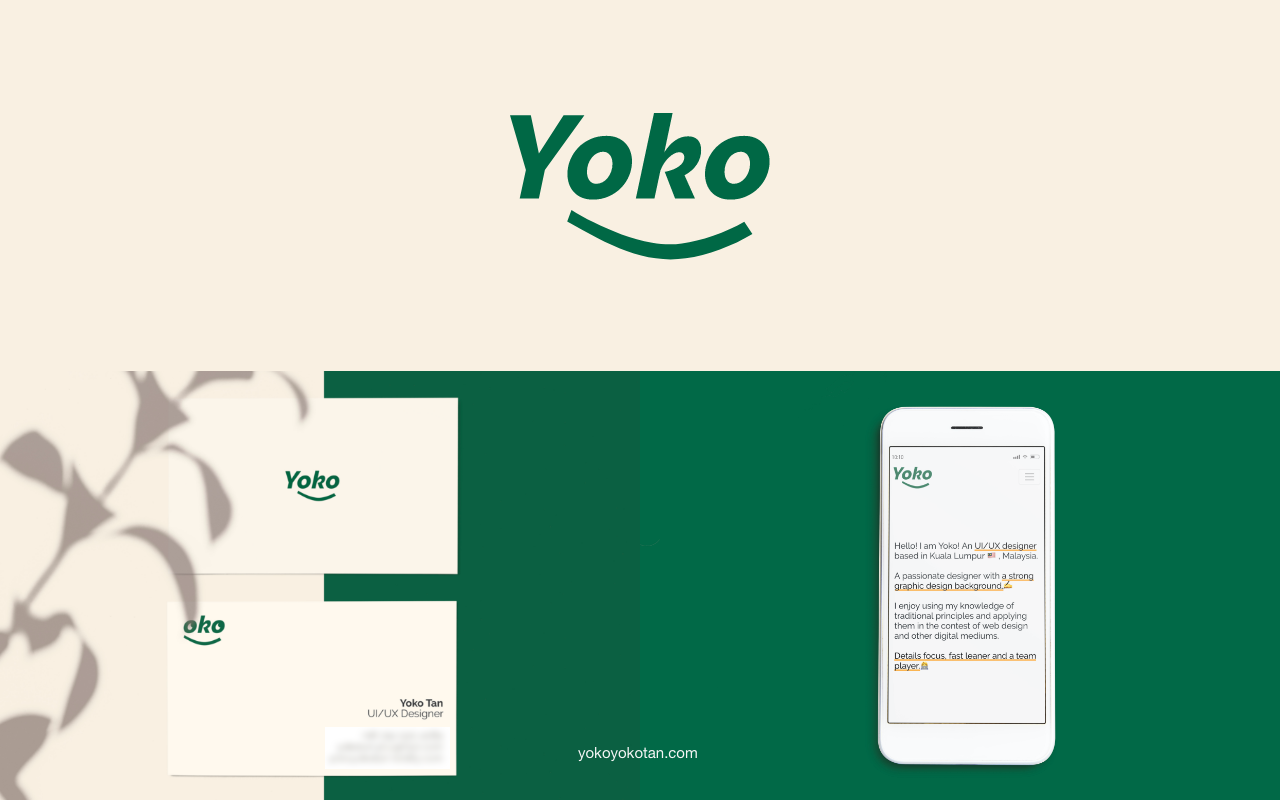 Yoko
Yoko
oko
Yoko Tan
UI/UX Designer
yokoyokotan.com
10:10
Yoko
Hello! I am Yoko! An UI/UX designer
based in Kuala Lumpur 🇲🇾 , Malaysia.
A passionate designer with a strong
graphic design background.
I enjoy using my knowledge of
traditional principles and applying
them in the contest of web design
and other digital mediums.
Details focus, fast leaner and a team
player.